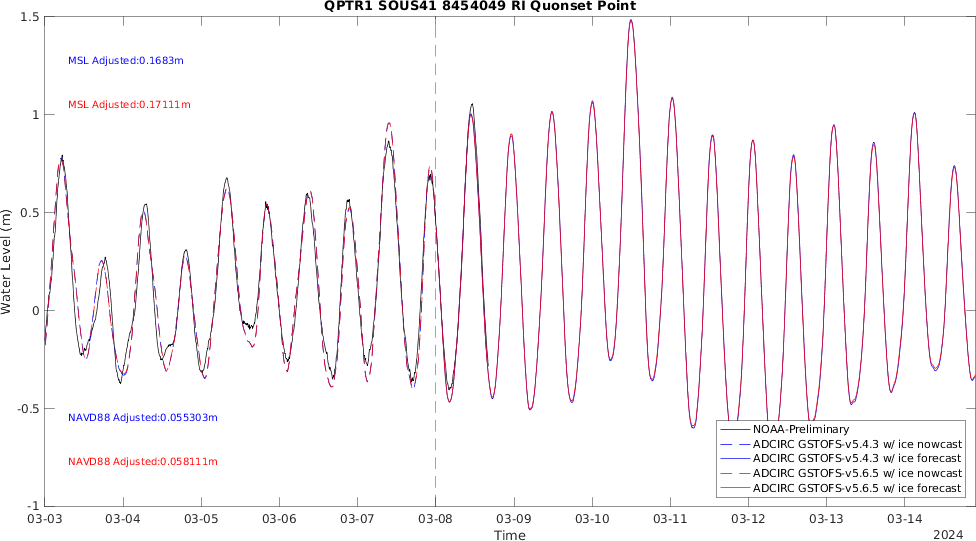 QPTR1 SOUS41 8454049 RI Quonset Point
1.5
1
0.5
0
-0.5
-1
Water Level (m)
MSL Adjusted:0.1683m
MSL Adjusted:0.17111m
NAVD88 Adjusted:0.055303m
NAVD88 Adjusted:0.058111m
NOAA-Preliminary
ADCIRC GSTOFS-v5.4.3 w/ ice nowcast
ADCIRC GSTOFS-v5.4.3 w/ ice forecast
ADCIRC GSTOFS-v5.6.5 w/ ice nowcast
ADCIRC GSTOFS-v5.6.5 w/ ice forecast
03-03 03-04 03-05 03-06 03-07 03-08 03-09 03-10 03-11 03-12 03-13 03-14
Time
2024